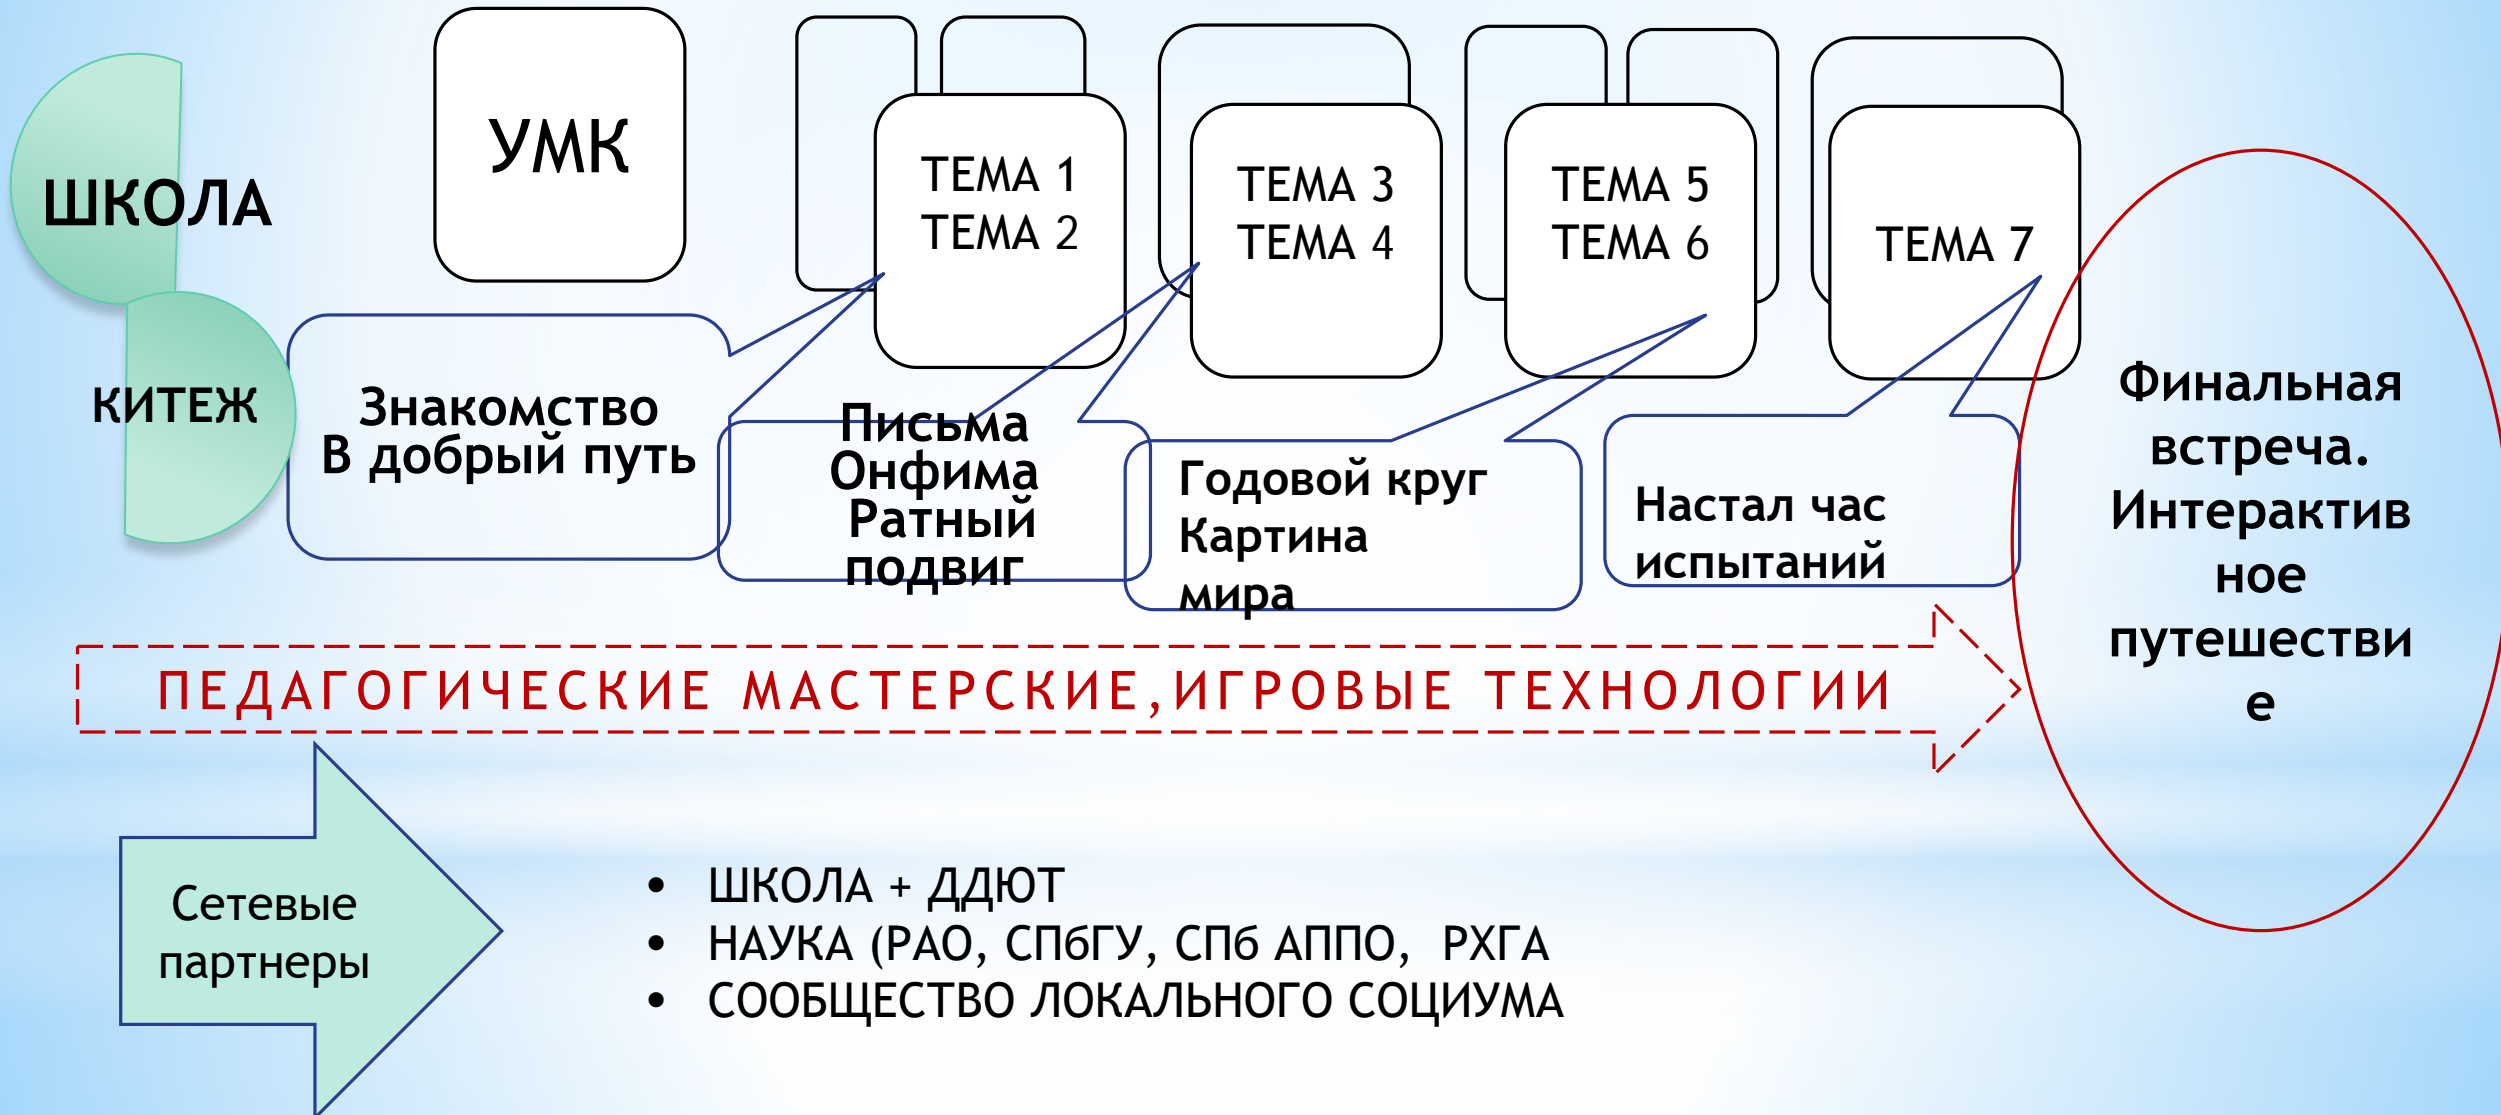 ШКОЛА
УМК
ТЕМА 1
ТЕМА 2
ТЕМА 3
ТЕМА 4
ТЕМА 5
ТЕМА 6
ТЕМА 7
КИТЕЖ
Знакомство
В добрый путь
Письма
Онфима
Ратный
подвиг
Годовой круг
Картина
мира
Настал час
испытаний
Финальная
встреча.
Интерактив
ное
путешестви
е
ПЕДАГОГИЧЕСКИЕ МАСТЕРСКИЕ,ИГРОВЫЕ ТЕХНОЛОГИИ
Сетевые
партнеры
• ШКОЛА + ДДЮТ
• НАУКА (РАО, СПбГУ, СПб АППО, РХГА
• СООБЩЕСТВО ЛОКАЛЬНОГО СОЦИУМА